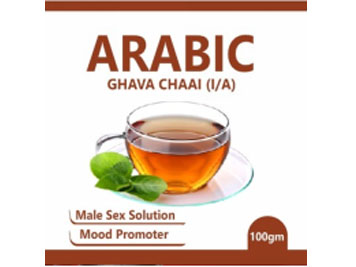 ARABIC
GHAVA CHAAI (I/A)
Male Sex Solution
Mood Promoter
100gm